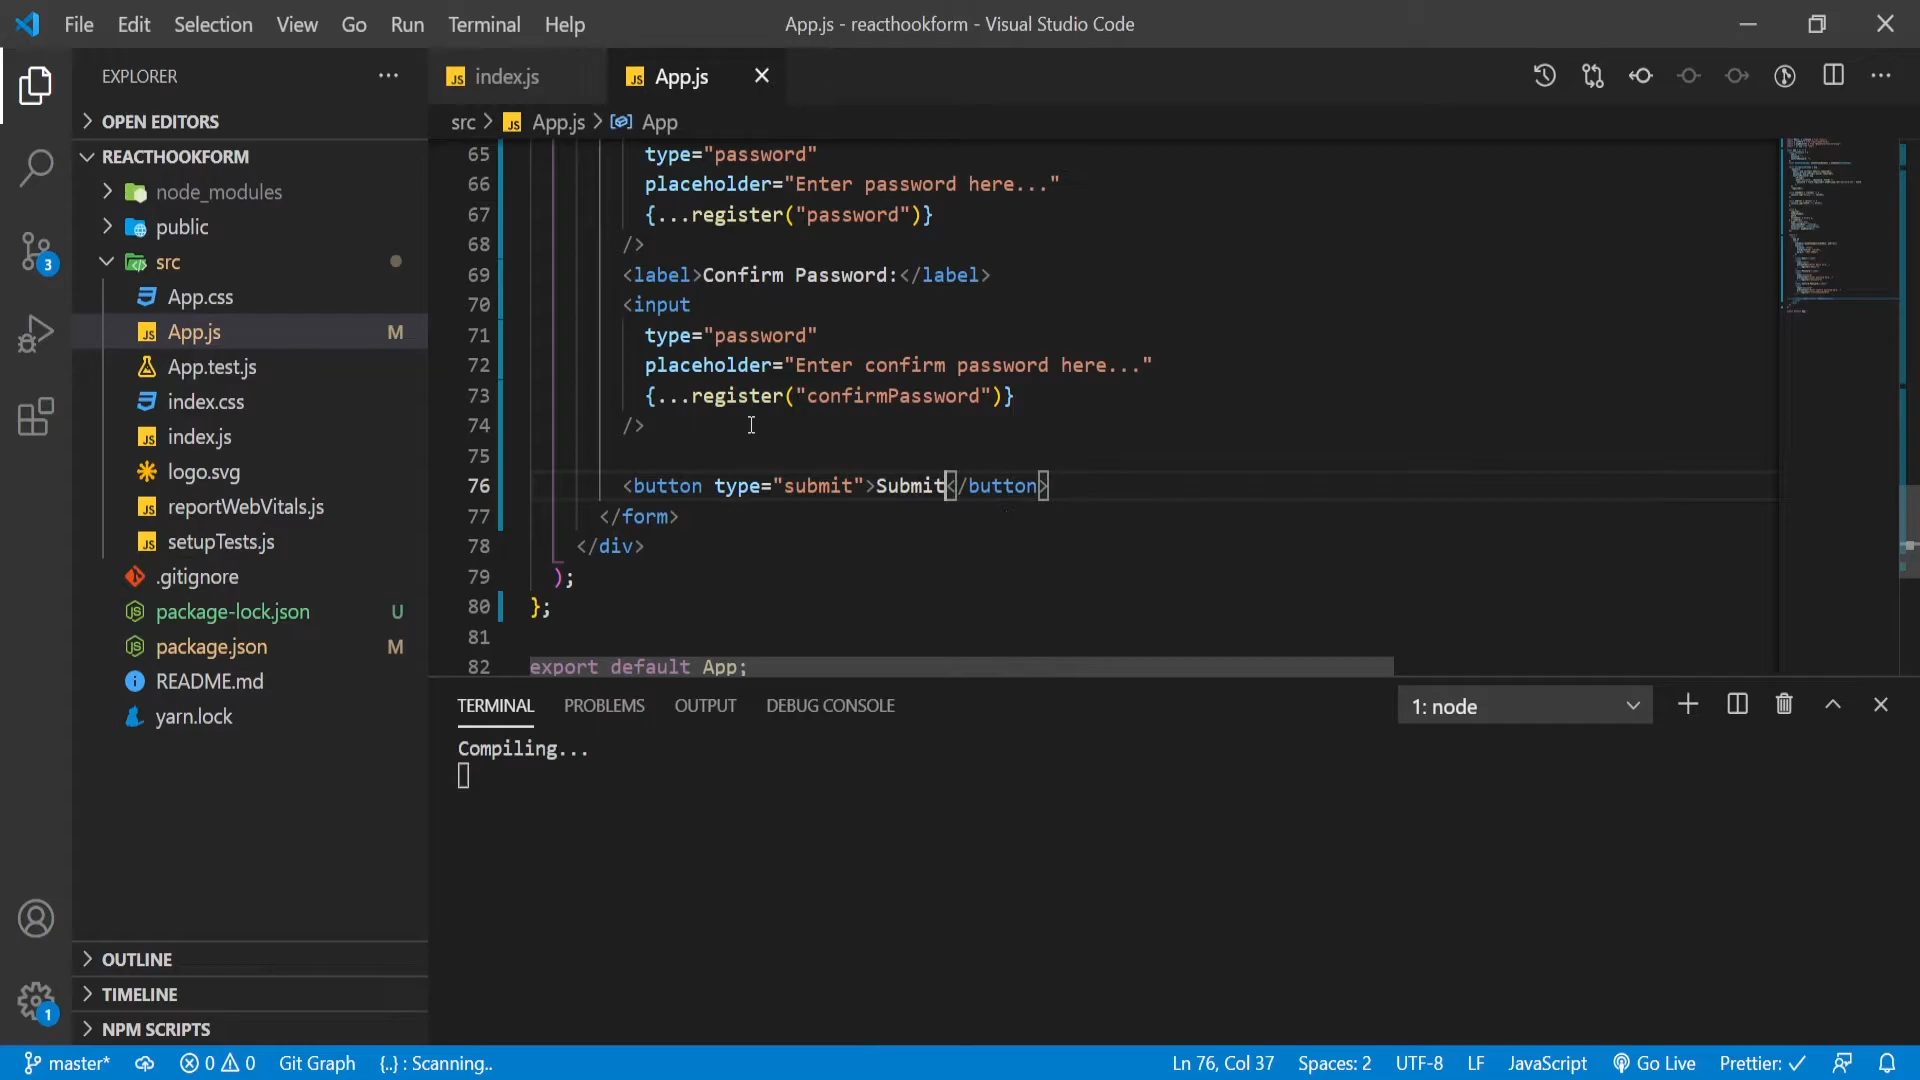 File Edit Selection View Go Run Terminal Help App.js - reacthookform - Visual Studio Code
EXPLORER
OPEN EDITORS
REACTHOOKFORM
node_modules
public
src
App.css
App.js M
App.test.js
index.css
index.js
logo.svg
reportWebVitals.js
setupTests.js
.gitignore
package-lock.json U
package.json M
README.md
yarn.lock
OUTLINE
TIMELINE
NPM SCRIPTS
3
1
JS index.js JS App.js
src > JS App.js > App
65 type="password"
66 placeholder="Enter password here..."
67 {...register("password")}
68 />
69 <label>Confirm Password:</label>
70 <input
71 type="password"
72 placeholder="Enter confirm password here..."
73 {...register("confirmPassword")}
74 />
75
76 <button type="submit">Submit</button>
77 </form>
78 </div>
79 );
80 };
81
82 export default App;
TERMINAL PROBLEMS OUTPUT DEBUG CONSOLE 1: node
Compiling...
master* 0 0 Git Graph {..} : Scanning.. Ln 76, Col 37 Spaces: 2 UTF-8 LF JavaScript Go Live Prettier: ✓